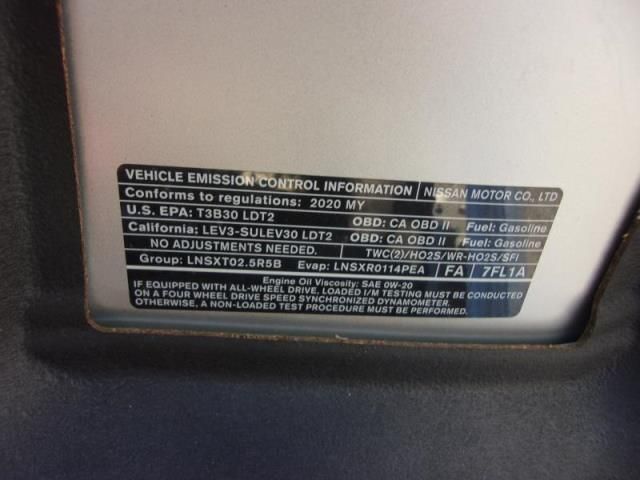 VEHICLE EMISSION CONTROL INFORMATION NISSAN MOTOR CO., LTD
Conforms to regulations: 2020 MY
U.S. EPA: T3B30 LDT2 OBD: CA OBD II Fuel: Gasoline
California: LEV3-SULEV30 LDT2 OBD: CA OBD II Fuel: Gasoline
NO ADJUSTMENTS NEEDED. TWC(2)/HO2S/WR-HO2S/SFI
Group: LNSXT02.5R5B Evap: LNSXR0114PEA FA 7FL1A
Engine Oil Viscosity: SAE 0W-20
IF EQUIPPED WITH ALL-WHEEL DRIVE, LOADED I/M TESTING MUST BE CONDUCTED
ON A FOUR WHEEL DRIVE SPEED SYNCHRONIZED DYNAMOMETER.
OTHERWISE, A NON-LOADED TEST PROCEDURE MUST BE PERFORMED.